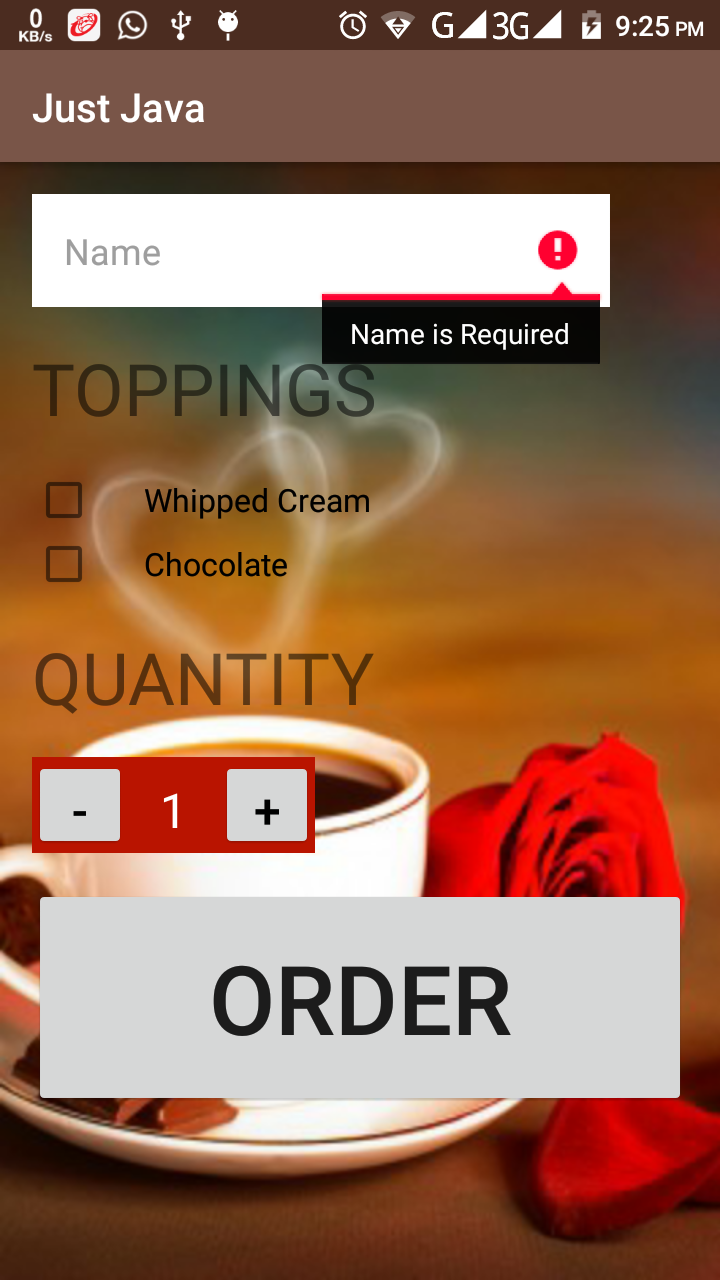 0
KB/s
G 3G 9:25 PM
Just Java
Name
Name is Required
TOPPINGS
Whipped Cream
Chocolate
QUANTITY
- 1 +
ORDER